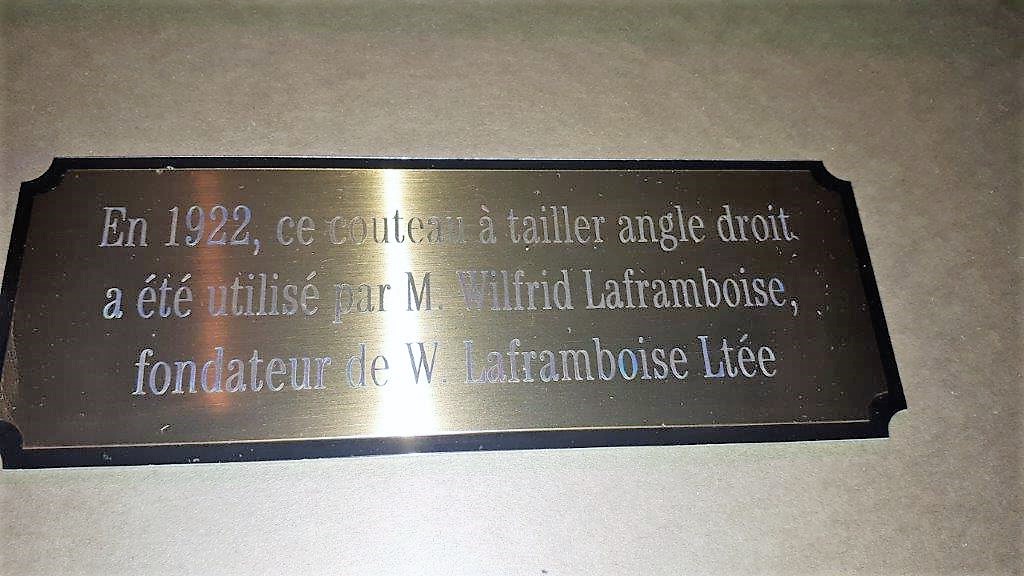 En 1922, ce couteau à tailler angle droit
a été utilisé par M. Wilfrid Laframboise,
fondateur de W. Laframboise Ltée